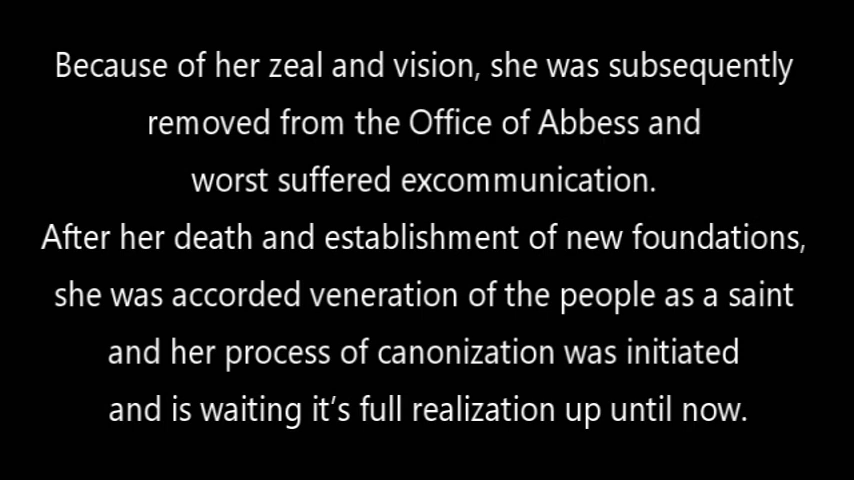 Because of her zeal and vision, she was subsequently
removed from the Office of Abbess and
worst suffered excommunication.
After her death and establishment of new foundations,
she was accorded veneration of the people as a saint
and her process of canonization was initiated
and is waiting it’s full realization up until now.